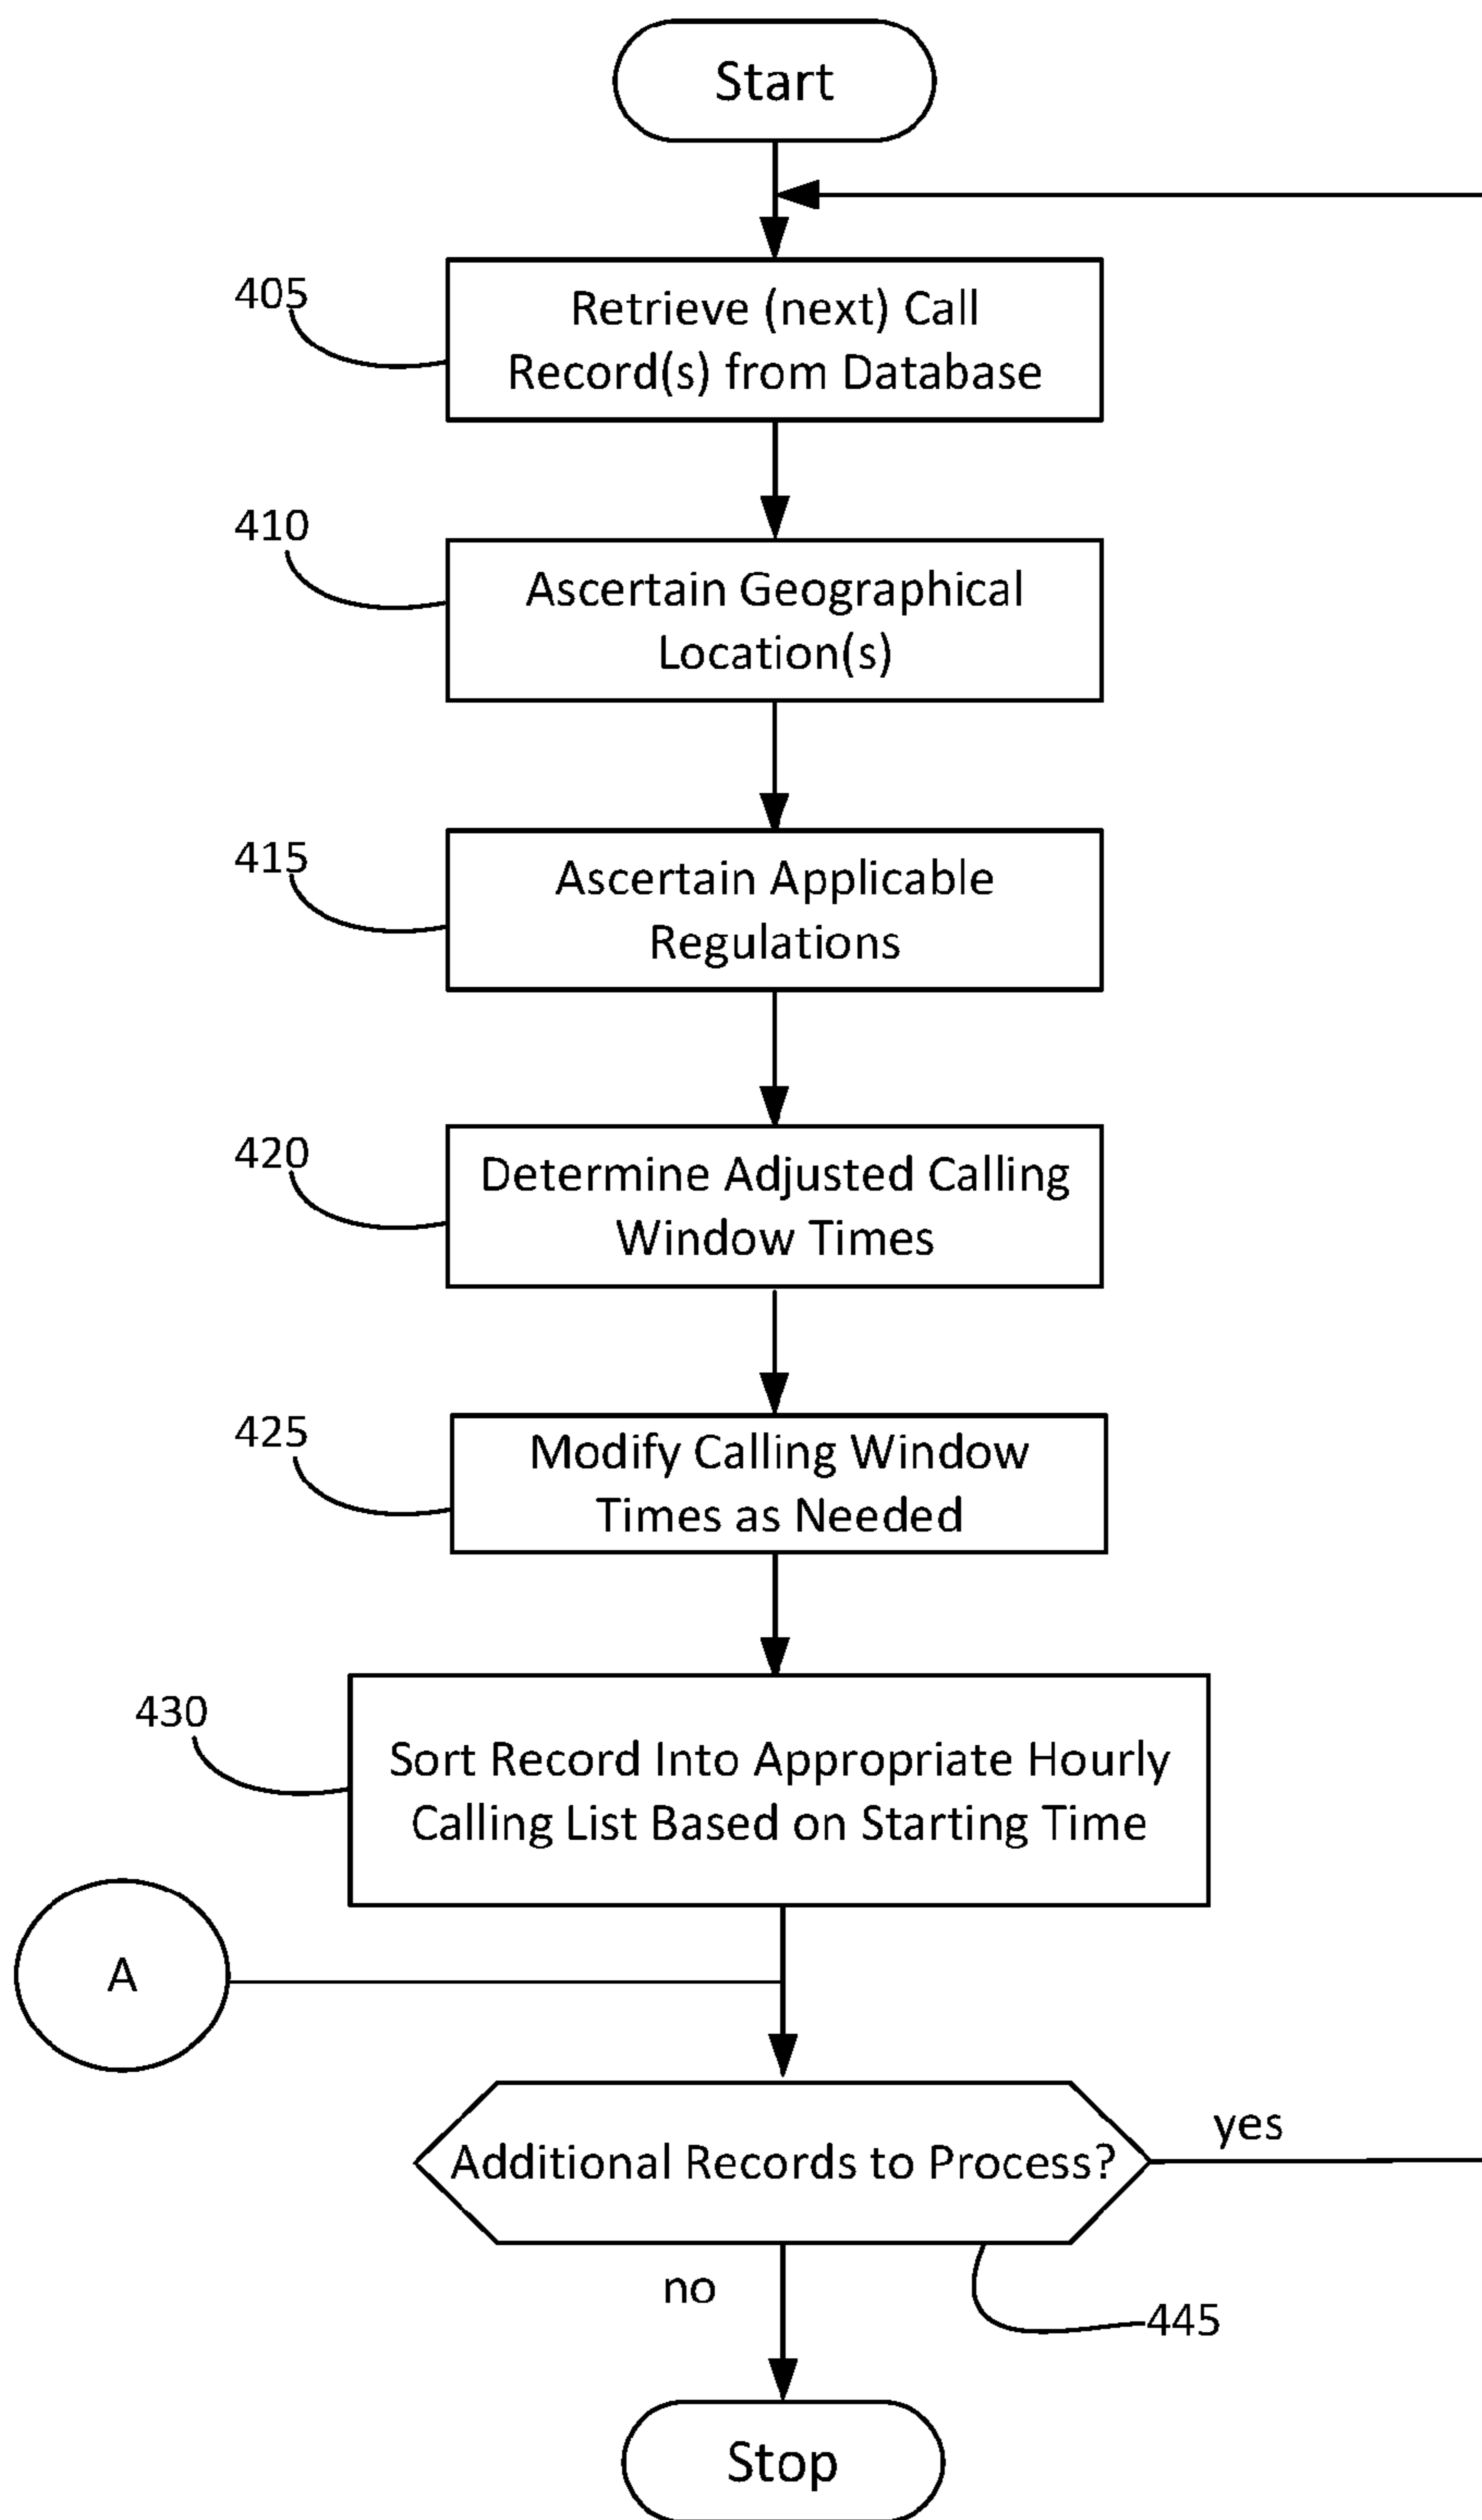 Start
405
Retrieve (next) Call
Record(s) from Database
410
Ascertain Geographical
Location(s)
415
Ascertain Applicable
Regulations
420
Determine Adjusted Calling
Window Times
425
Modify Calling Window
Times as Needed
430
Sort Record Into Appropriate Hourly
Calling List Based on Starting Time
A
Additional Records to Process?
yes
no
445
Stop